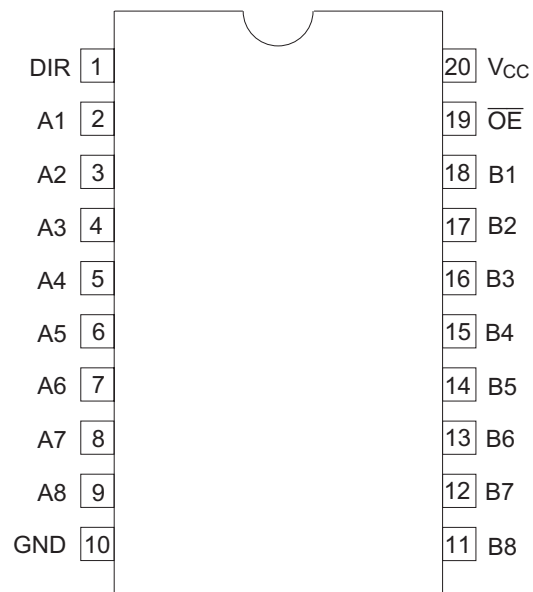 DIR 1 20 VCC
A1 2 19 O̅E̅
A2 3 18 B1
A3 4 17 B2
A4 5 16 B3
A5 6 15 B4
A6 7 14 B5
A7 8 13 B6
A8 9 12 B7
GND 10 11 B8